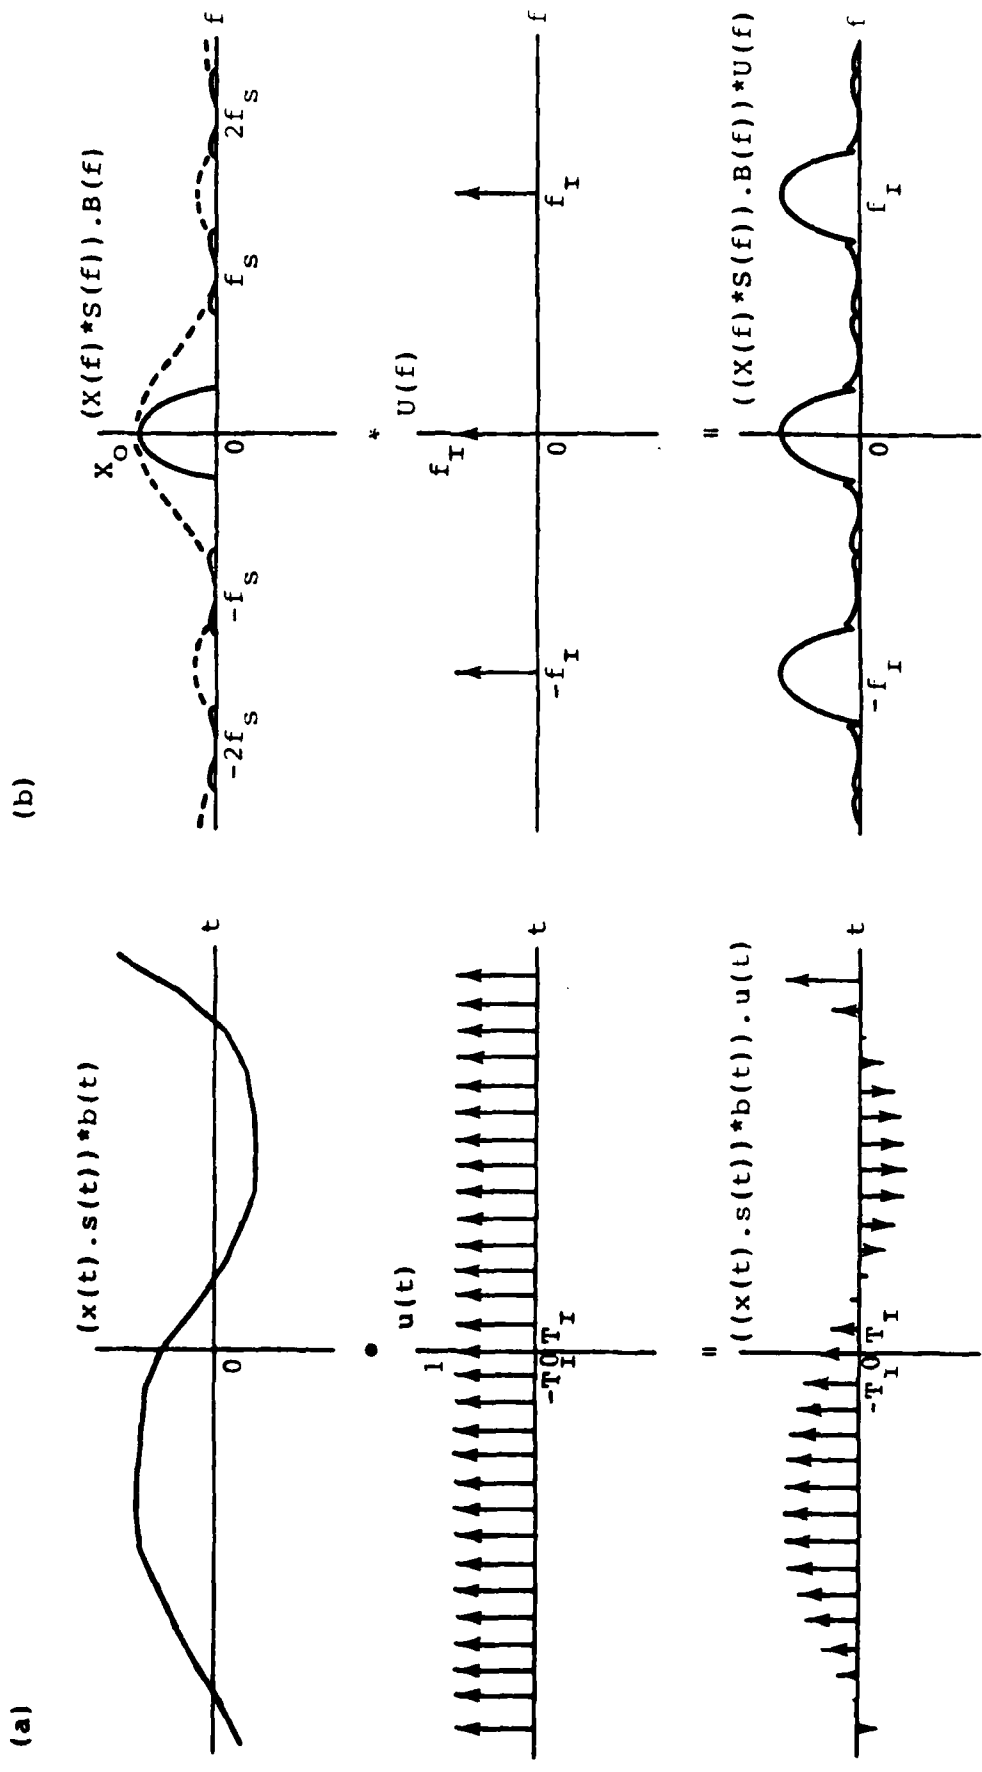 (a)
(x(t).s(t))*b(t)
t
0
•
u(t)
1
t
-T_I 0 T_I
=
((x(t).s(t))*b(t)).u(t)
t
-T_I 0 T_I
(b)
(X(f)*S(f)).B(f)
X_O
f
-2f_S -f_S 0 f_S 2f_S
*
U(f)
f_I
f
-f_I 0 f_I
=
((X(f)*S(f)).B(f))*U(f)
f
-f_I 0 f_I